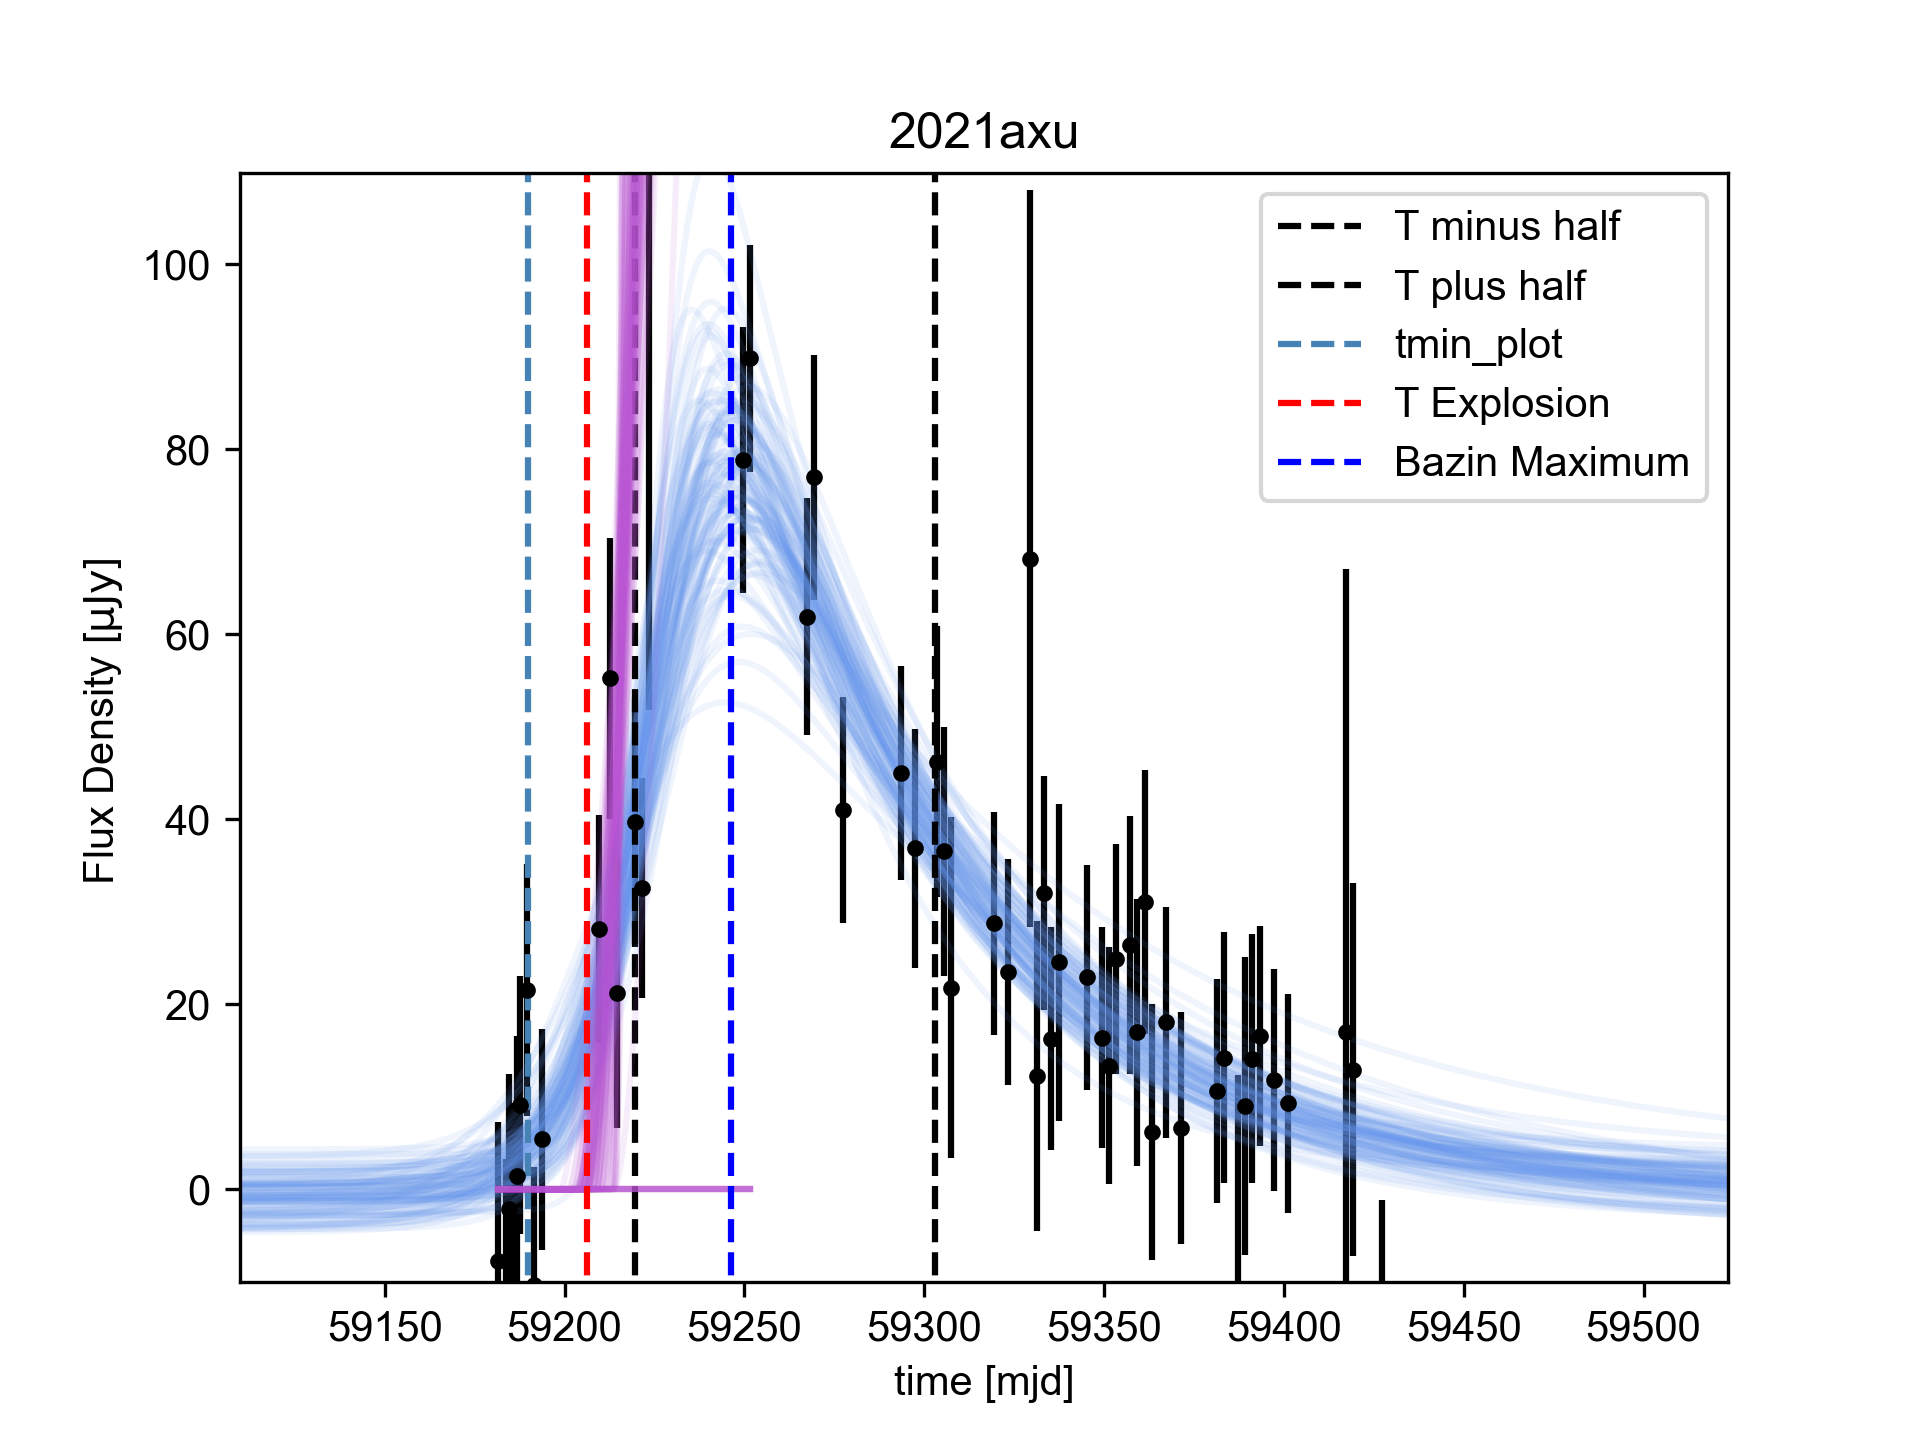 2021axu
T minus half
T plus half
tmin_plot
T Explosion
Bazin Maximum
100
80
60
40
20
0
Flux Density [µJy]
59150 59200 59250 59300 59350 59400 59450 59500
time [mjd]